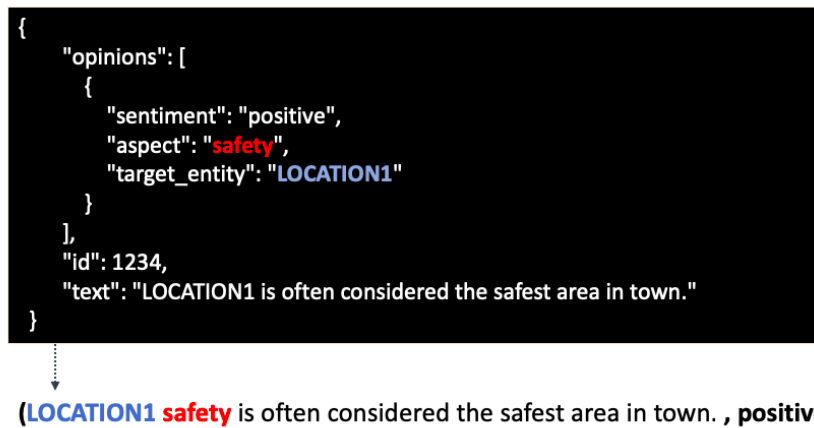 {
"opinions": [
{
"sentiment": "positive",
"aspect": "safety",
"target_entity": "LOCATION1"
}
],
"id": 1234,
"text": "LOCATION1 is often considered the safest area in town."
}
(LOCATION1 safety is often considered the safest area in town. , positiv